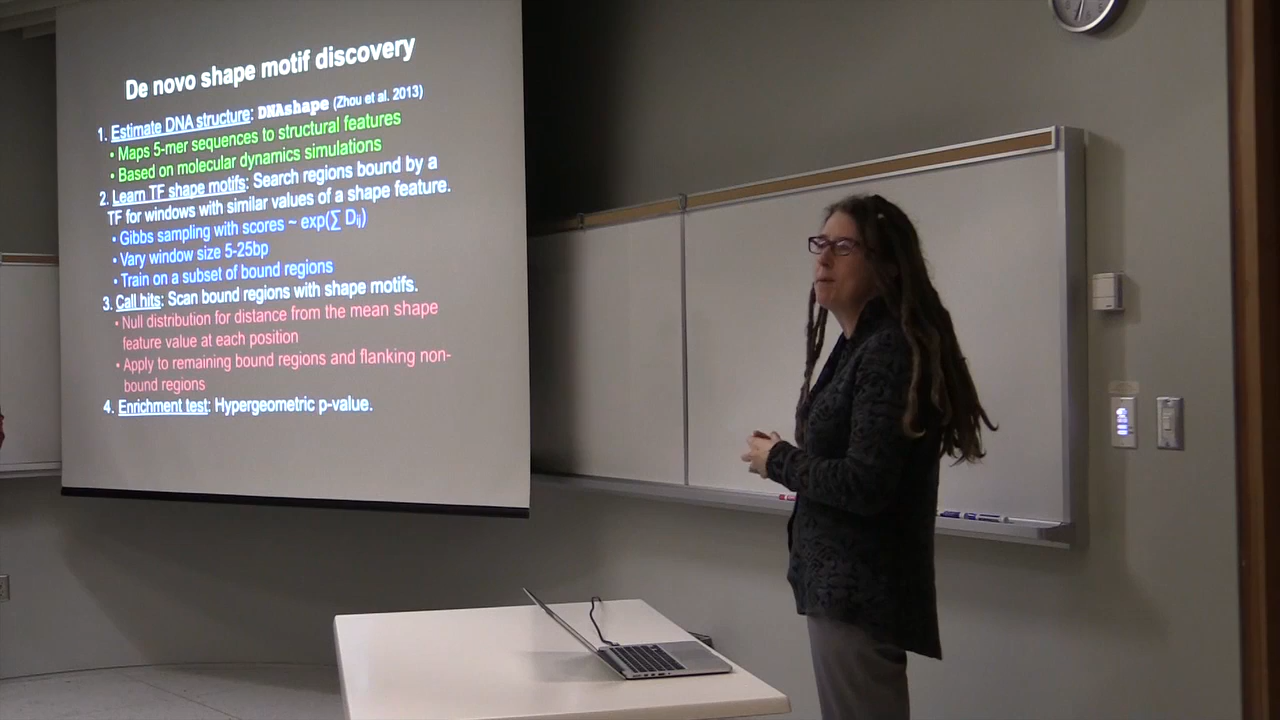 De novo shape motif discovery
1. Estimate DNA structure: DNAshape (Zhou et al. 2013)
• Maps 5-mer sequences to structural features
• Based on molecular dynamics simulations
2. Learn TF shape motifs: Search regions bound by a
TF for windows with similar values of a shape feature.
• Gibbs sampling with scores ~ exp(∑ Dij)
• Vary window size 5-25bp
• Train on a subset of bound regions
3. Call hits: Scan bound regions with shape motifs.
• Null distribution for distance from the mean shape
feature value at each position
• Apply to remaining bound regions and flanking non-
bound regions
4. Enrichment test: Hypergeometric p-value.